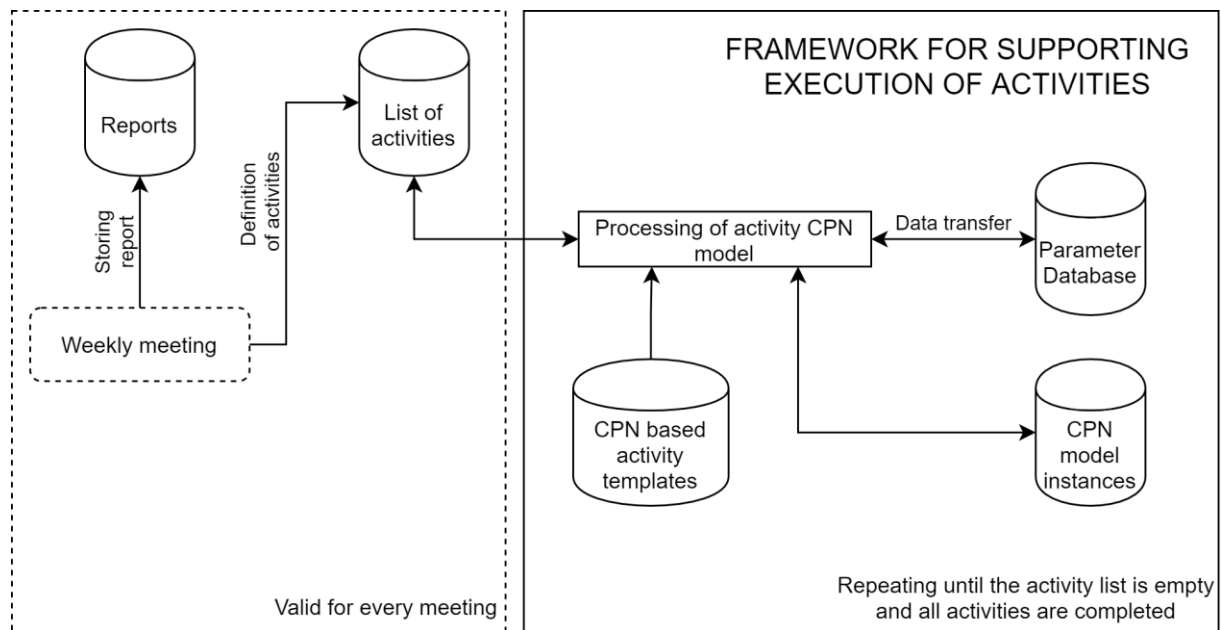 Reports
List of
activities
Storing
report
Definition
of activities
Weekly meeting
Valid for every meeting
FRAMEWORK FOR SUPPORTING
EXECUTION OF ACTIVITIES
Processing of activity CPN
model
Data transfer
Parameter
Database
CPN based
activity
templates
CPN
model
instances
Repeating until the activity list is empty
and all activities are completed